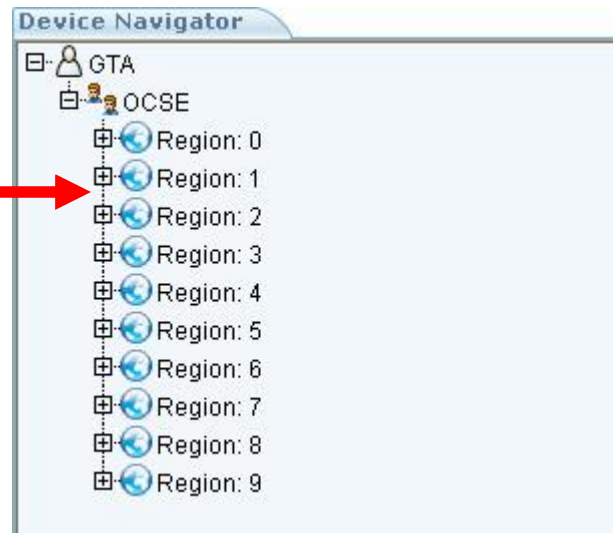 Device Navigator
GTA
OCSE
Region: 0
Region: 1
Region: 2
Region: 3
Region: 4
Region: 5
Region: 6
Region: 7
Region: 8
Region: 9